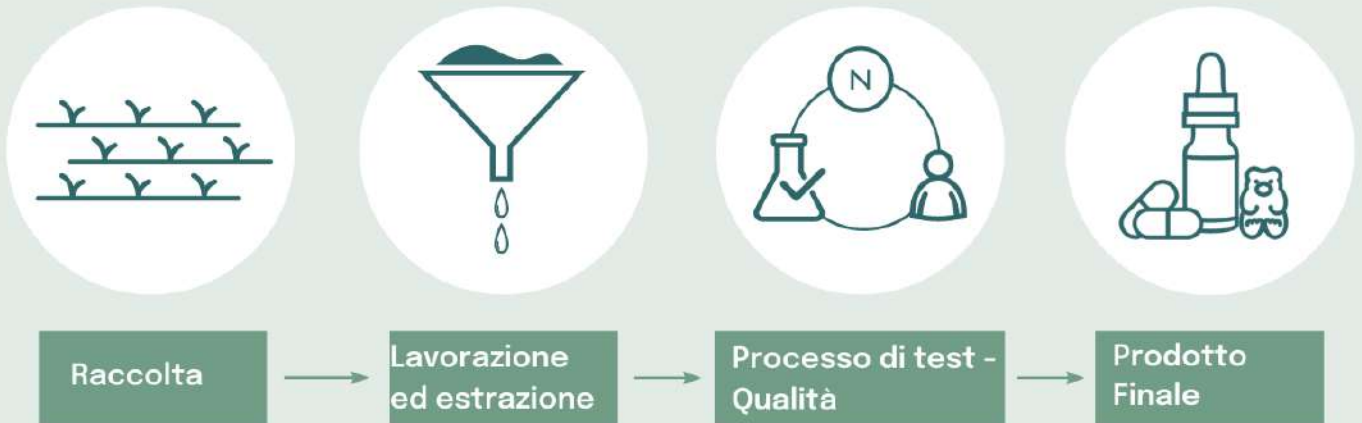 N
Raccolta
Lavorazione
ed estrazione
Processo di test -
Qualità
Prodotto
Finale